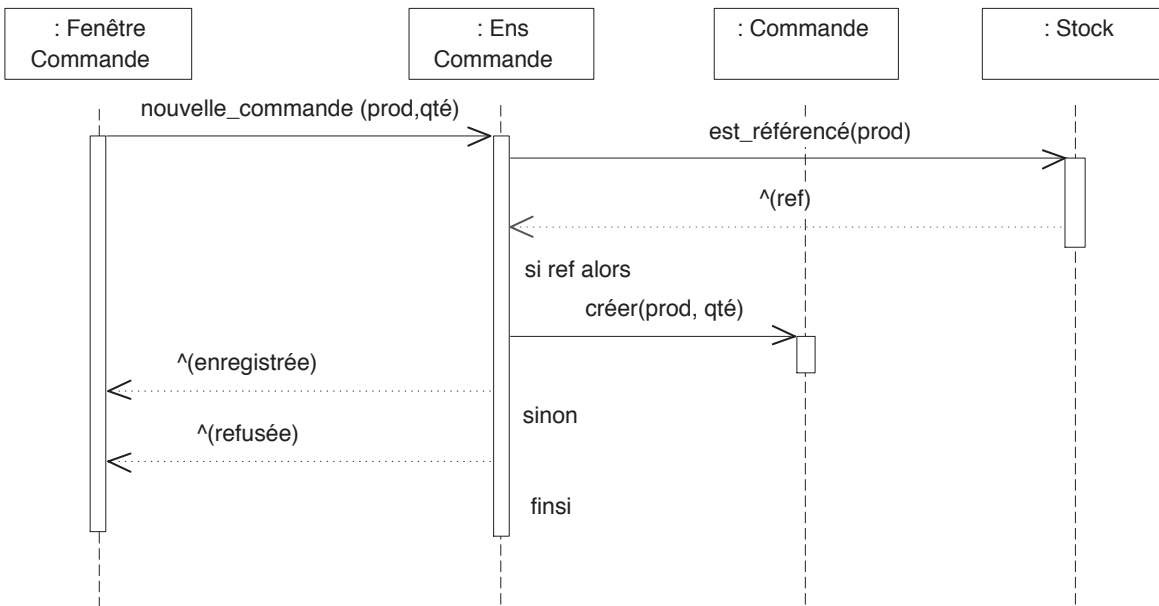 : Fenêtre
Commande
: Ens
Commande
: Commande
: Stock
nouvelle_commande (prod,qté)
est_référencé(prod)
^(ref)
si ref alors
créer(prod, qté)
^(enregistrée)
sinon
^(refusée)
finsi